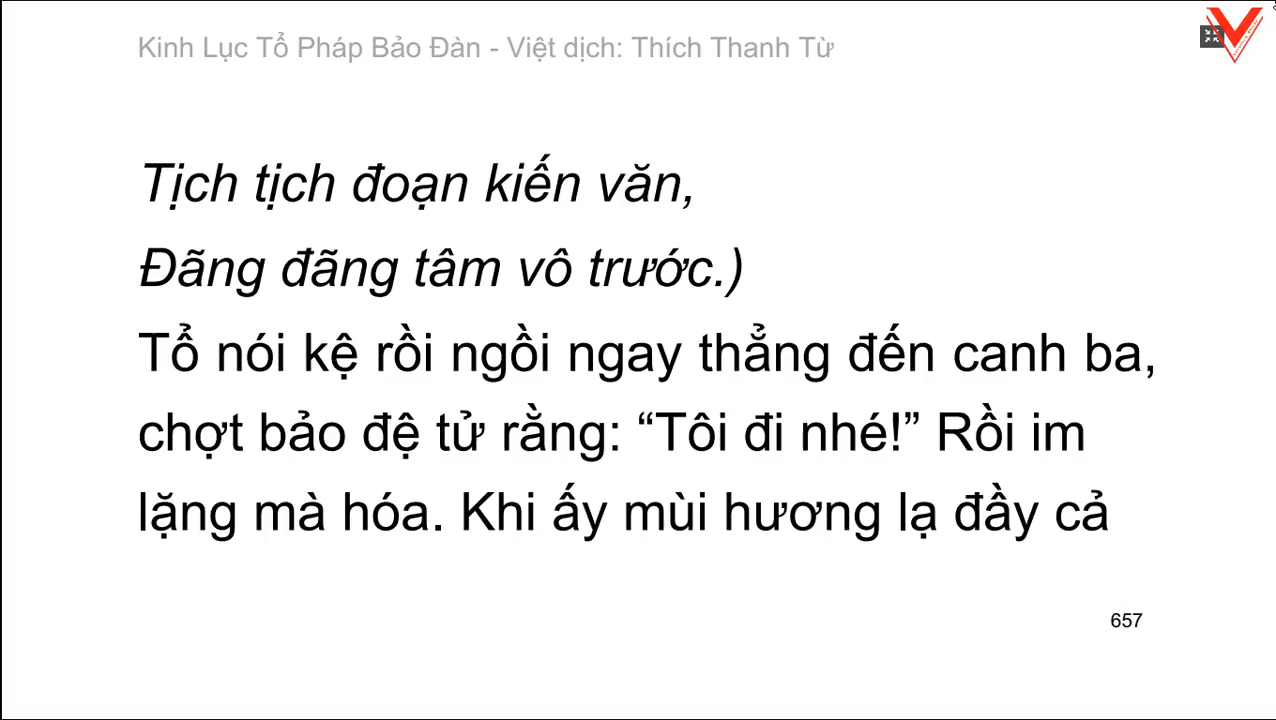 Kinh Lục Tổ Pháp Bảo Đàn - Việt dịch: Thích Thanh Từ
Tịch tịch đoạn kiến văn,
Đãng đãng tâm vô trước.)
Tổ nói kệ rồi ngồi ngay thẳng đến canh ba,
chợt bảo đệ tử rằng: “Tôi đi nhé!” Rồi im
lặng mà hóa. Khi ấy mùi hương lạ đầy cả
657